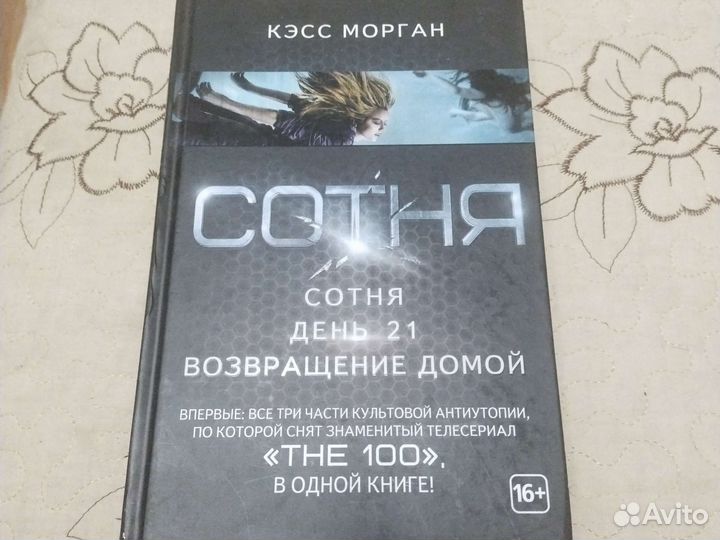 КЭСС МОРГАН
СОТНЯ
СОТНЯ
ДЕНЬ 21
ВОЗВРАЩЕНИЕ ДОМОЙ
ВПЕРВЫЕ: ВСЕ ТРИ ЧАСТИ КУЛЬТОВОЙ АНТИУТОПИИ,
ПО КОТОРОЙ СНЯТ ЗНАМЕНИТЫЙ ТЕЛЕСЕРИАЛ
«THE 100»,
В ОДНОЙ КНИГЕ!
16+
Avito